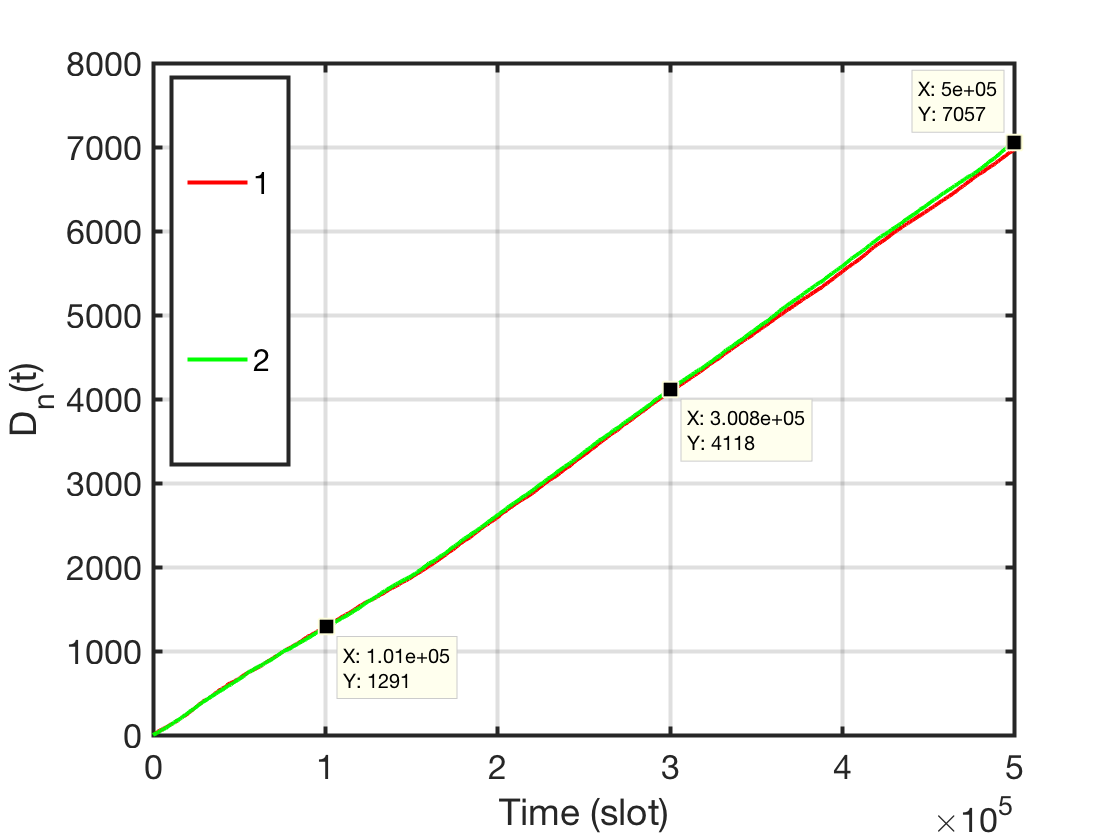 8000
7000
6000
5000
4000
3000
2000
1000
0
D_n(t)
1
2
X: 5e+05
Y: 7057
X: 3.008e+05
Y: 4118
X: 1.01e+05
Y: 1291
0 1 2 3 4 5
Time (slot)
×10^5